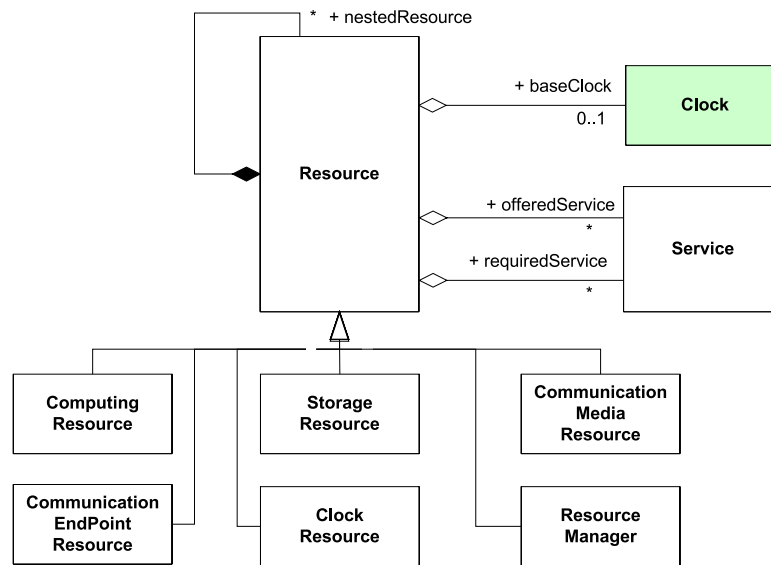 * + nestedResource
+ baseClock
0..1
Clock
Resource
+ offeredService
*
+ requiredService
*
Service
Computing
Resource
Storage
Resource
Communication
Media
Resource
Communication
EndPoint
Resource
Clock
Resource
Resource
Manager